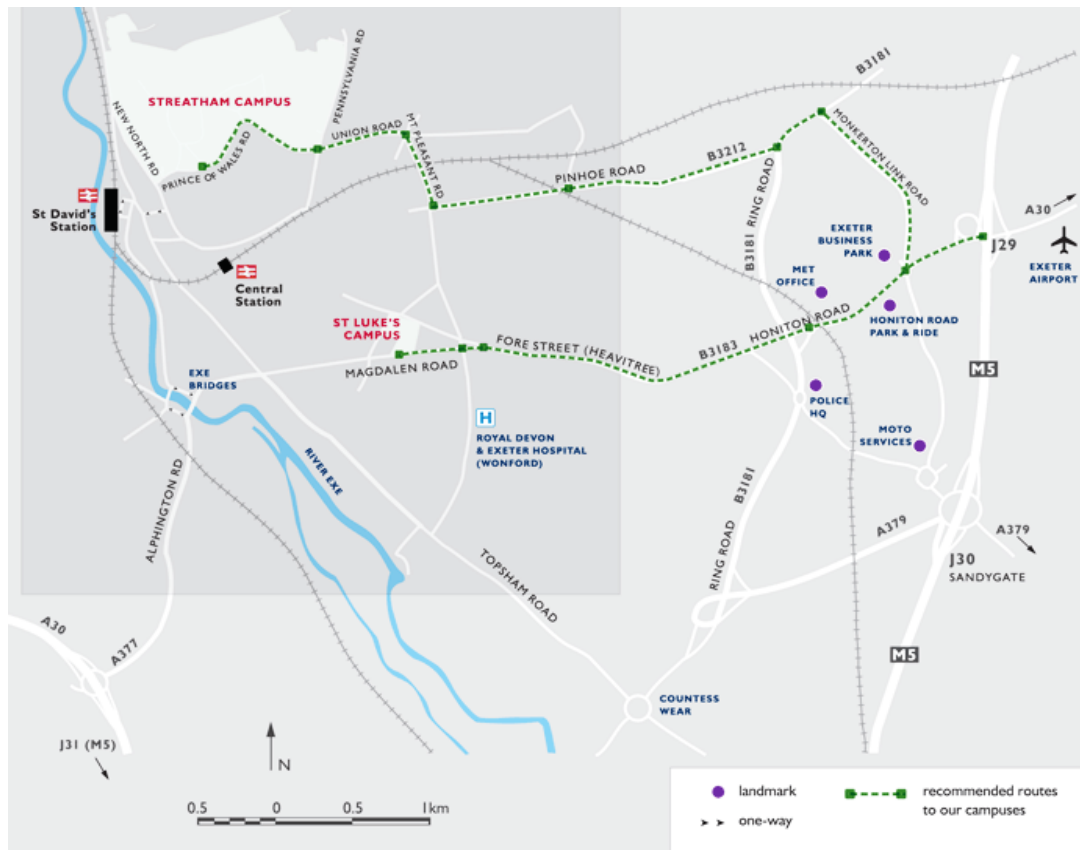 B3181
PENNSYLVANIA RD
STREATHAM CAMPUS
NEW NORTH RD
UNION ROAD
MT PLEASANT RD
MONKERTON LINK ROAD
PRINCE OF WALES RD
B3212
PINHOE ROAD
St David's
Station
A30
J29
B3181 RING ROAD
EXETER
BUSINESS
PARK
EXETER
AIRPORT
MET
OFFICE
Central
Station
HONITON ROAD
PARK & RIDE
ST LUKE'S
CAMPUS
FORE STREET (HEAVITREE)
B3183 HONITON ROAD
MAGDALEN ROAD
M5
EXE
BRIDGES
POLICE
HQ
H
ROYAL DEVON
& EXETER HOSPITAL
(WONFORD)
MOTO
SERVICES
RIVER EXE
ALPHINGTON RD
RING ROAD B3181
A379
A379
J30
SANDYGATE
TOPSHAM ROAD
A30
A377
M5
COUNTESS
WEAR
J31 (M5)
N
0.5 0 0.5 1km
landmark
one-way
recommended routes
to our campuses